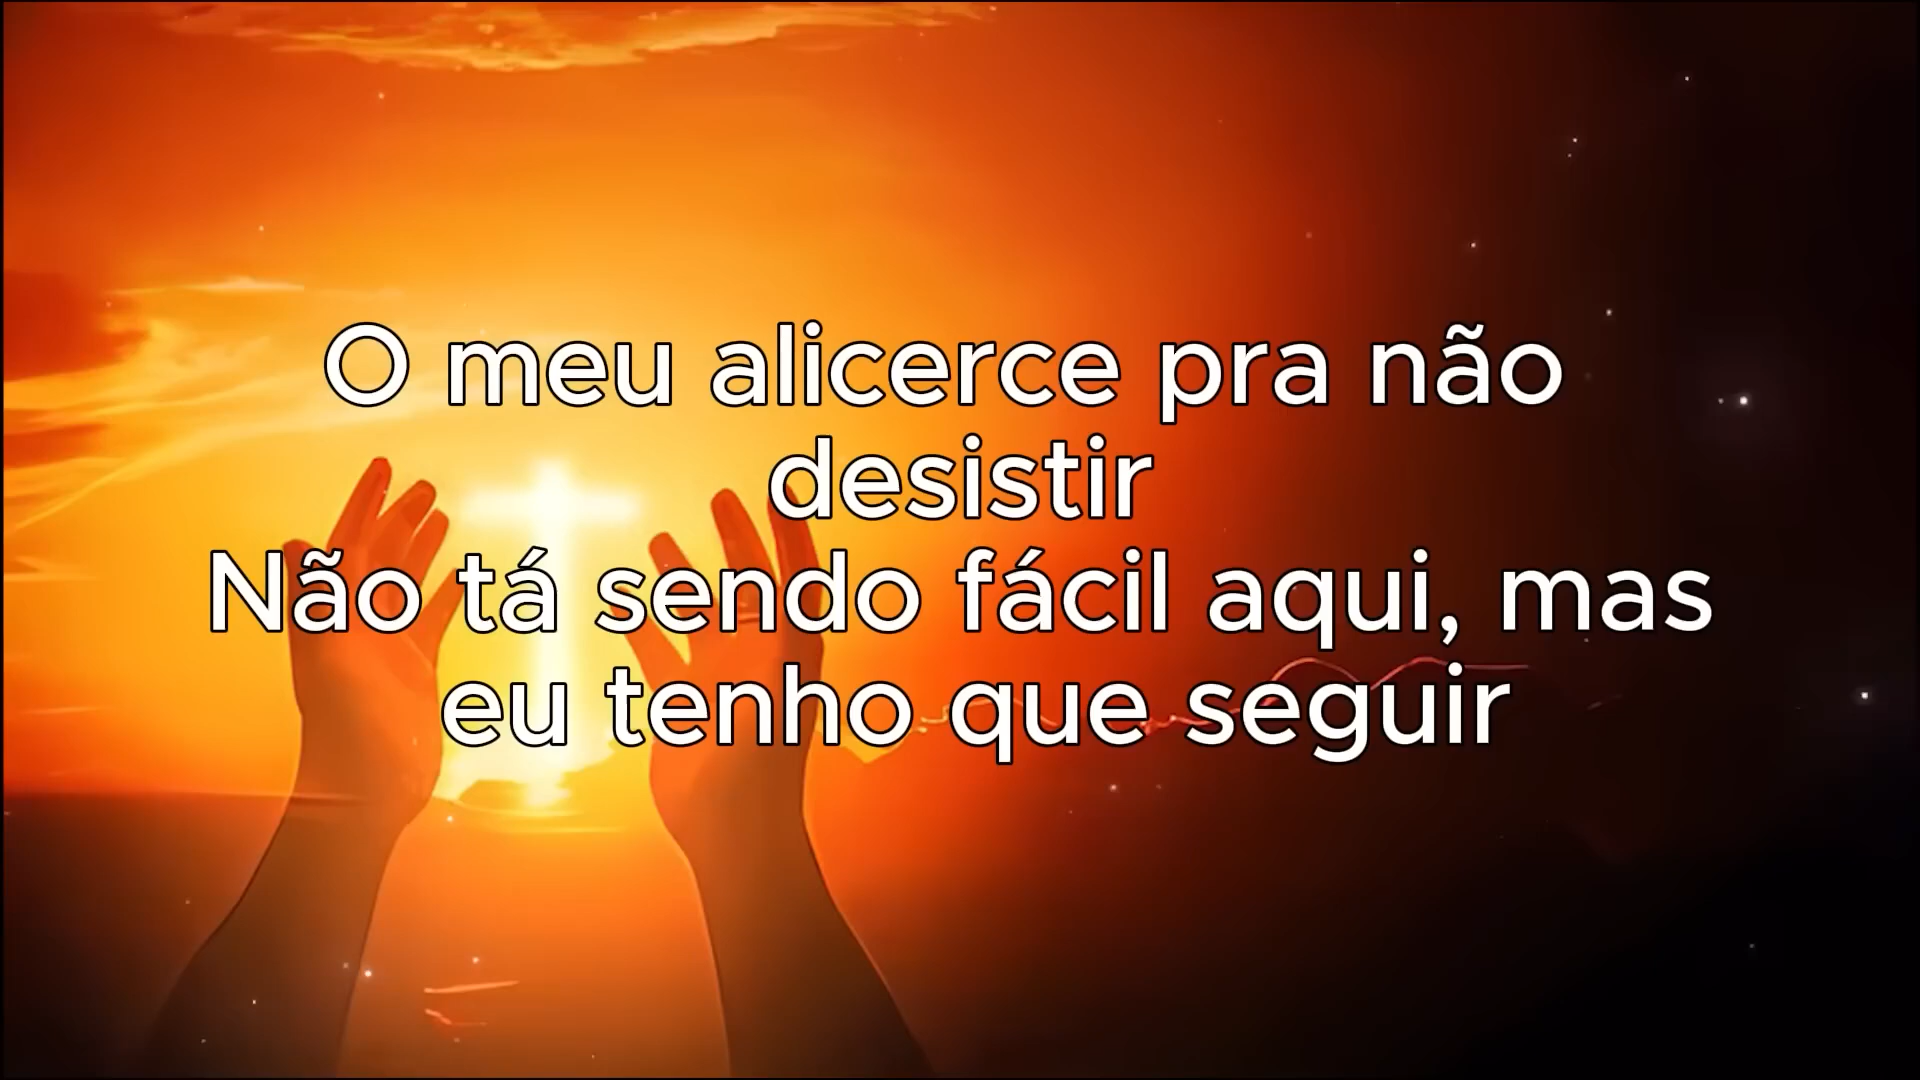 O meu alicerce pra não
desistir
Não tá sendo fácil aqui, mas
eu tenho que seguir